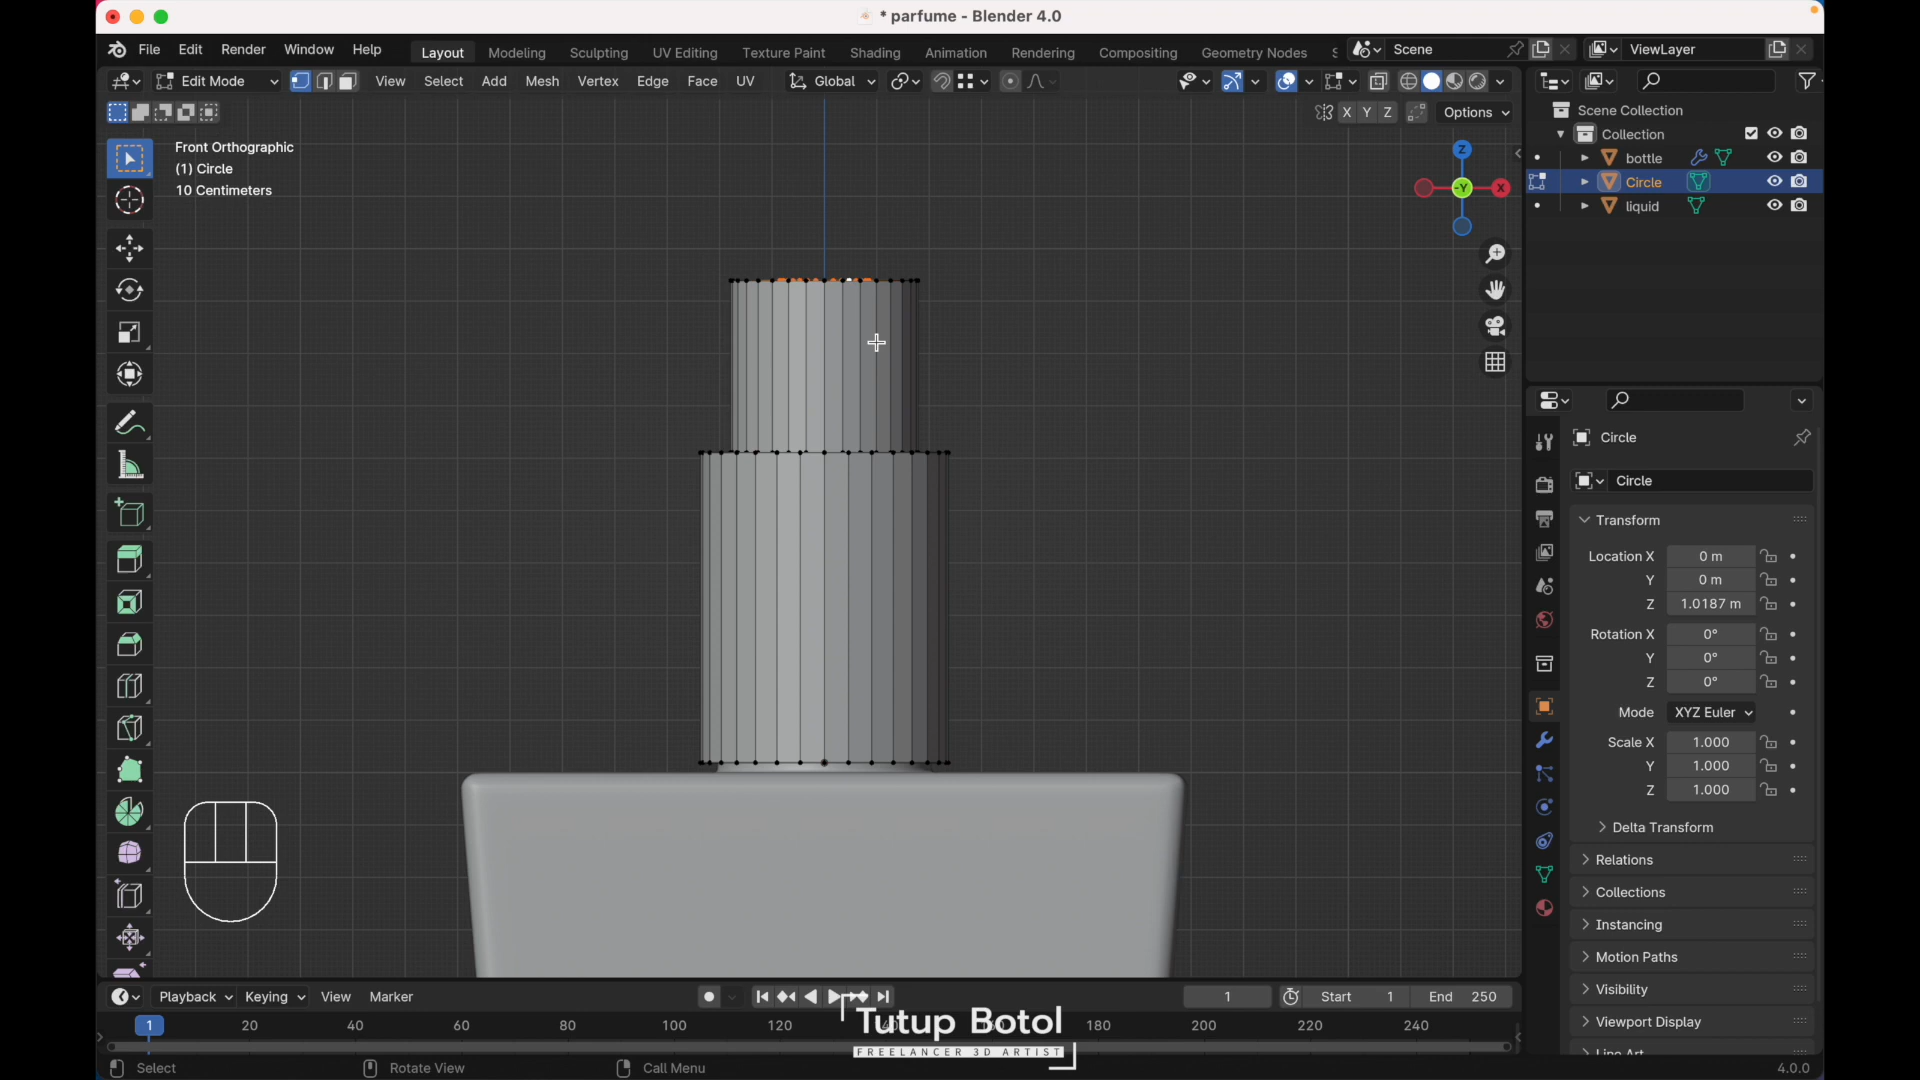 * parfume - Blender 4.0
File Edit Render Window Help Layout Modeling Sculpting UV Editing Texture Paint Shading Animation Rendering Compositing Geometry Nodes S Scene ViewLayer
Edit Mode View Select Add Mesh Vertex Edge Face UV Global
X Y Z Options
Front Orthographic
(1) Circle
10 Centimeters
Z
-Y
X
Scene Collection
Collection
bottle
Circle
liquid
Circle
Circle
Transform
Location X 0 m
Y 0 m
Z 1.0187 m
Rotation X 0°
Y 0°
Z 0°
Mode XYZ Euler
Scale X 1.000
Y 1.000
Z 1.000
Delta Transform
Relations
Collections
Instancing
Motion Paths
Visibility
Viewport Display
Line Art
Playback Keying View Marker 1 Start 1 End 250
1 20 40 60 80 100 120 180 200 220 240
Tutup Botol
FREELANCER 3D ARTIST
Select Rotate View Call Menu 4.0.0